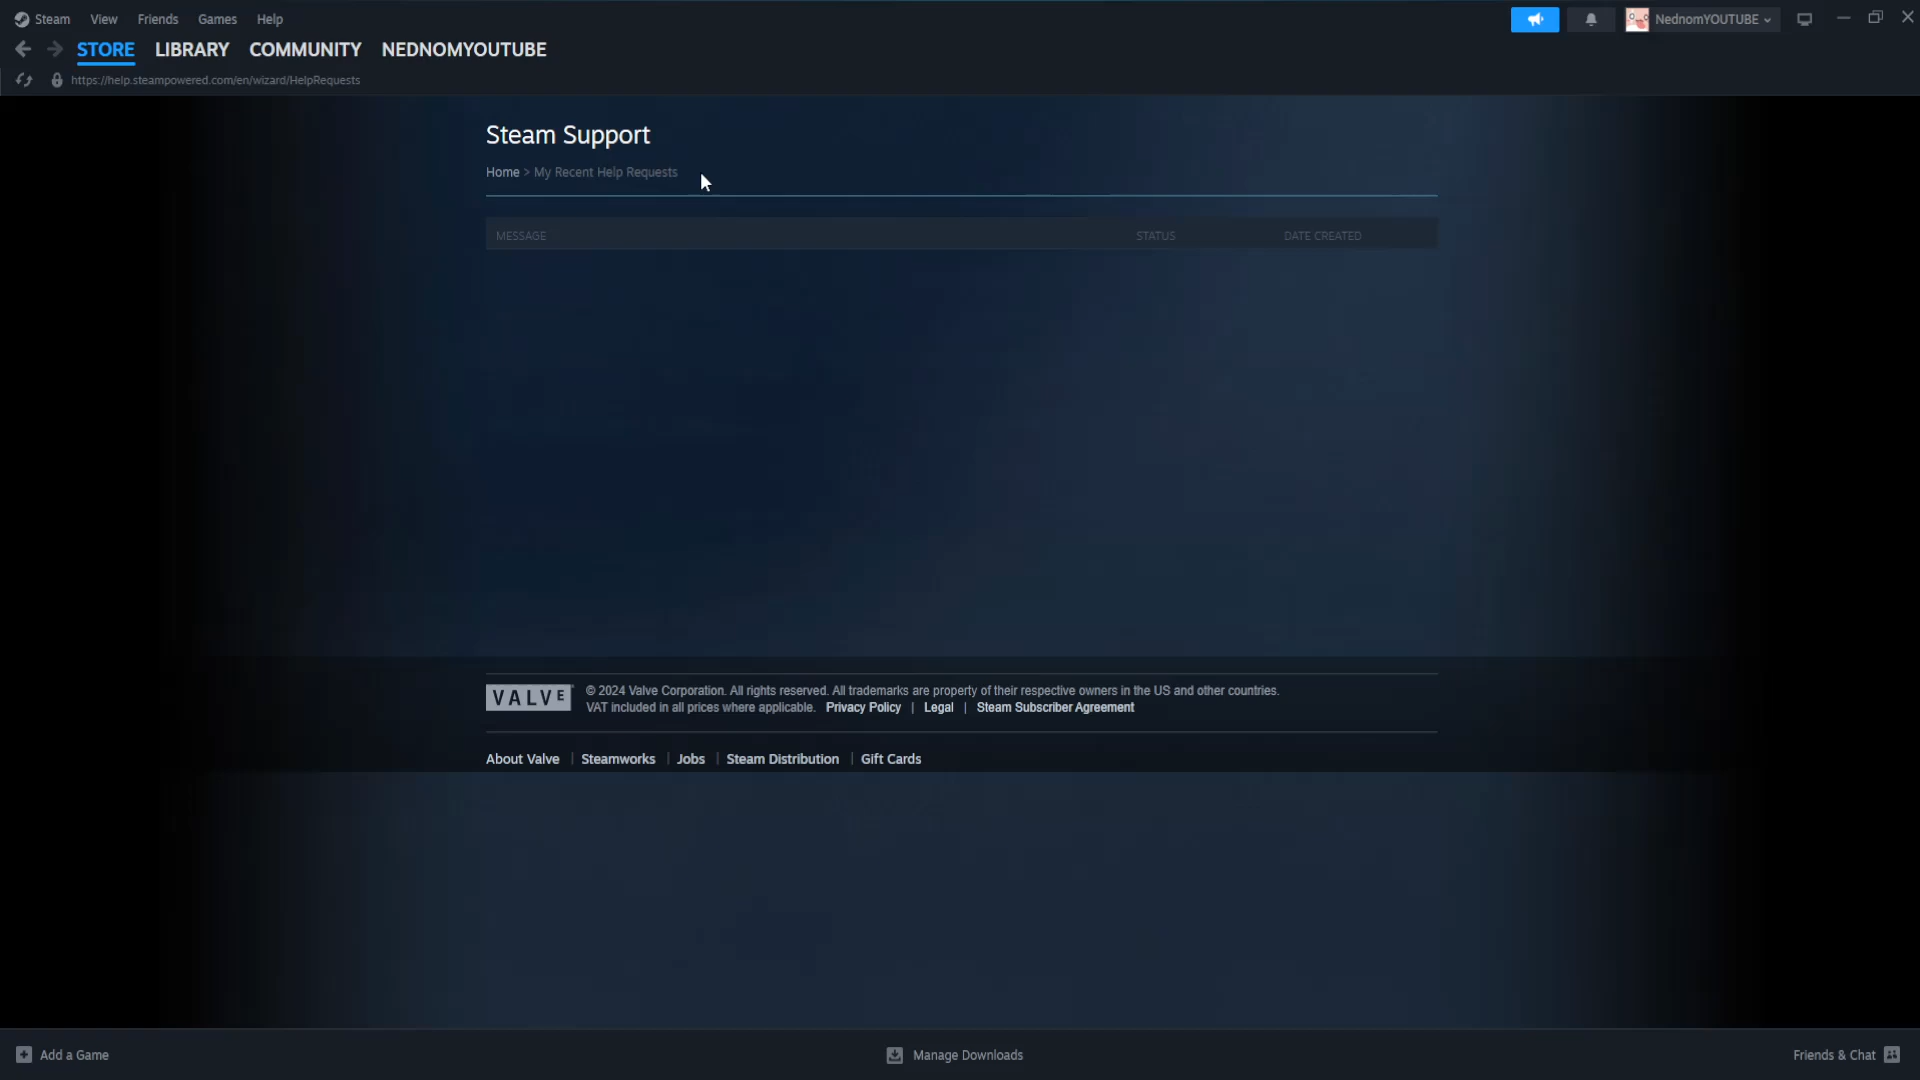 Steam View Friends Games Help
NednomYOUTUBE
STORE LIBRARY COMMUNITY NEDNOMYOUTUBE
https://help.steampowered.com/en/wizard/HelpRequests
Steam Support
Home > My Recent Help Requests
MESSAGE STATUS DATE CREATED
VALVE
© 2024 Valve Corporation. All rights reserved. All trademarks are property of their respective owners in the US and other countries.
VAT included in all prices where applicable. Privacy Policy | Legal | Steam Subscriber Agreement
About Valve | Steamworks | Jobs | Steam Distribution | Gift Cards
Add a Game
Manage Downloads
Friends & Chat